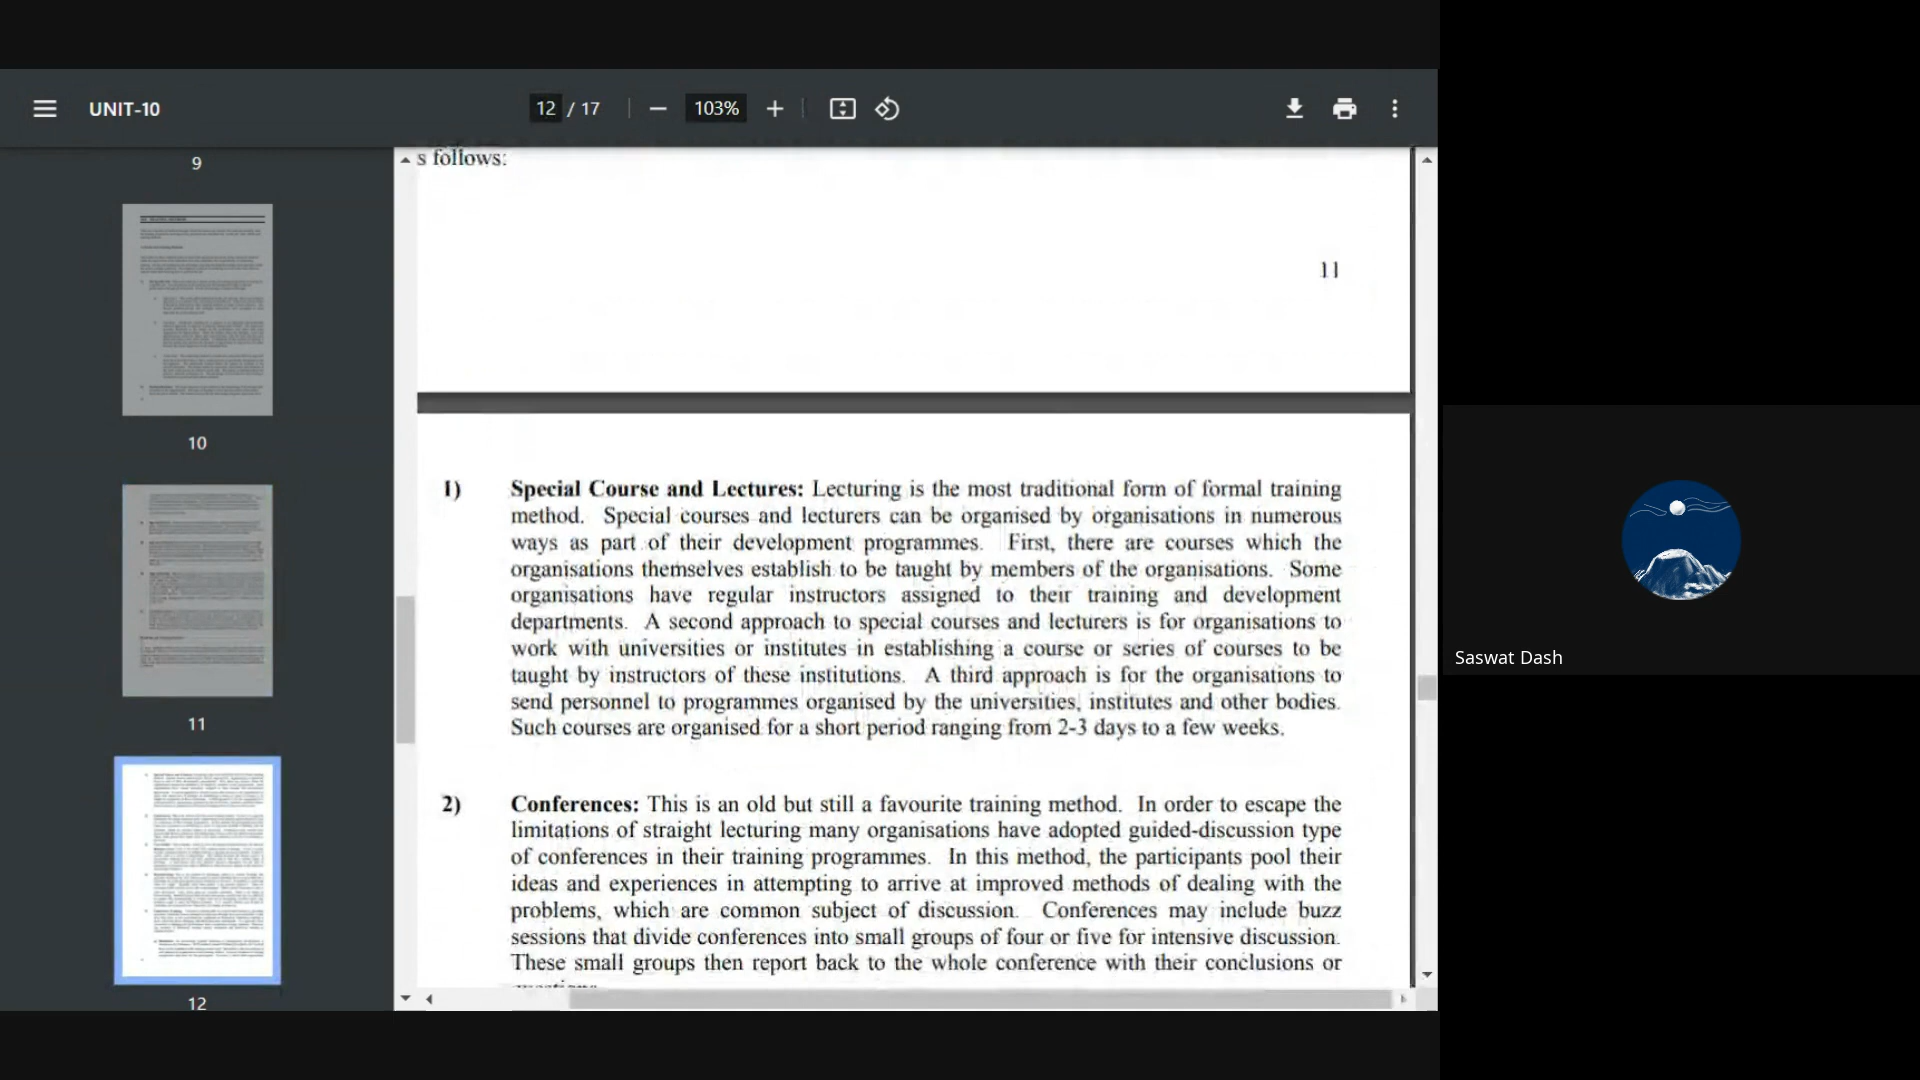 UNIT-10
12 / 17
103%
9
10
11
12
s follows:
11
1) Special Course and Lectures: Lecturing is the most traditional form of formal training
method. Special courses and lecturers can be organised by organisations in numerous
ways as part of their development programmes. First, there are courses which the
organisations themselves establish to be taught by members of the organisations. Some
organisations have regular instructors assigned to their training and development
departments. A second approach to special courses and lecturers is for organisations to
work with universities or institutes in establishing a course or series of courses to be
taught by instructors of these institutions. A third approach is for the organisations to
send personnel to programmes organised by the universities, institutes and other bodies.
Such courses are organised for a short period ranging from 2-3 days to a few weeks.
2) Conferences: This is an old but still a favourite training method. In order to escape the
limitations of straight lecturing many organisations have adopted guided-discussion type
of conferences in their training programmes. In this method, the participants pool their
ideas and experiences in attempting to arrive at improved methods of dealing with the
problems, which are common subject of discussion. Conferences may include buzz
sessions that divide conferences into small groups of four or five for intensive discussion.
These small groups then report back to the whole conference with their conclusions or
Saswat Dash